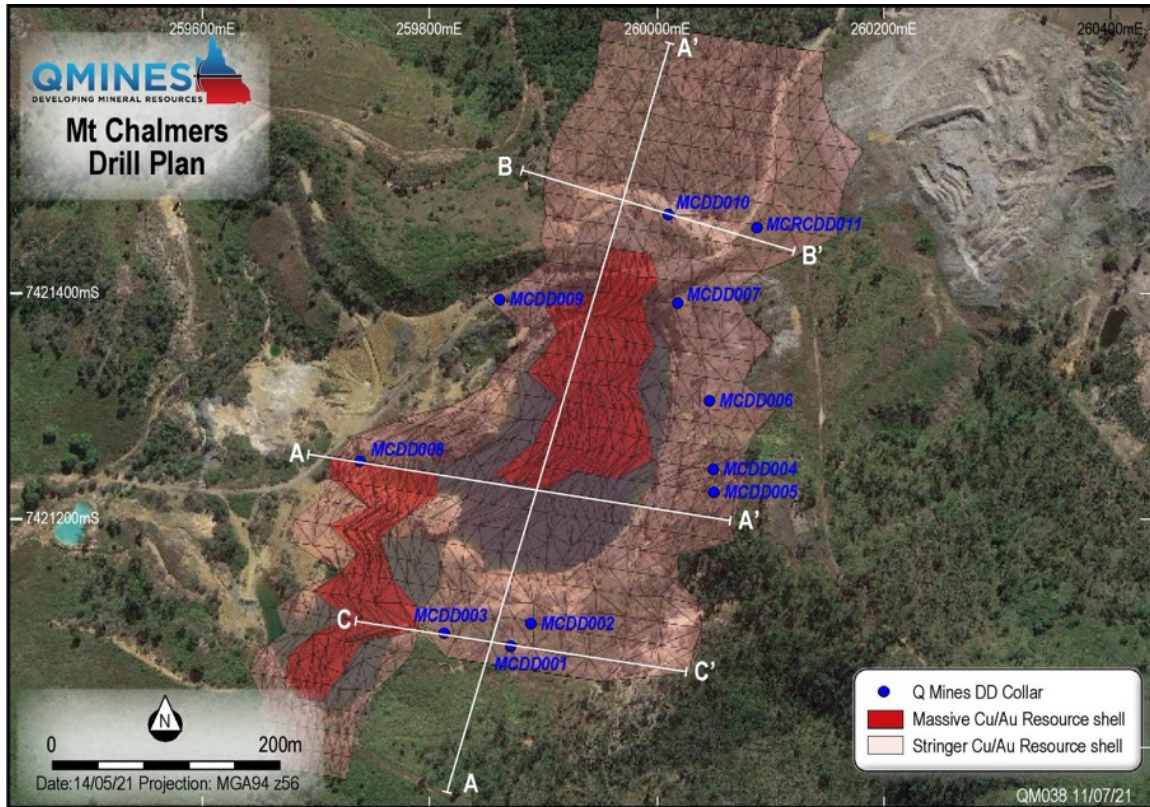 259600mE
259800mE
260000mE
260200mE
260400mE
QMINES
DEVELOPING MINERAL RESOURCES
Mt Chalmers
Drill Plan
A'
B
MCDD010
MCRCDD011
B'
7421400mS
MCDD009
MCDD007
MCDD006
MCDD008
A
MCDD004
MCDD005
7421200mS
A'
C
MCDD003
MCDD002
MCDD001
C'
N
0 200m
A
Date:14/05/21 Projection: MGA94 z56
Q Mines DD Collar
Massive Cu/Au Resource shell
Stringer Cu/Au Resource shell
QM038 11/07/21